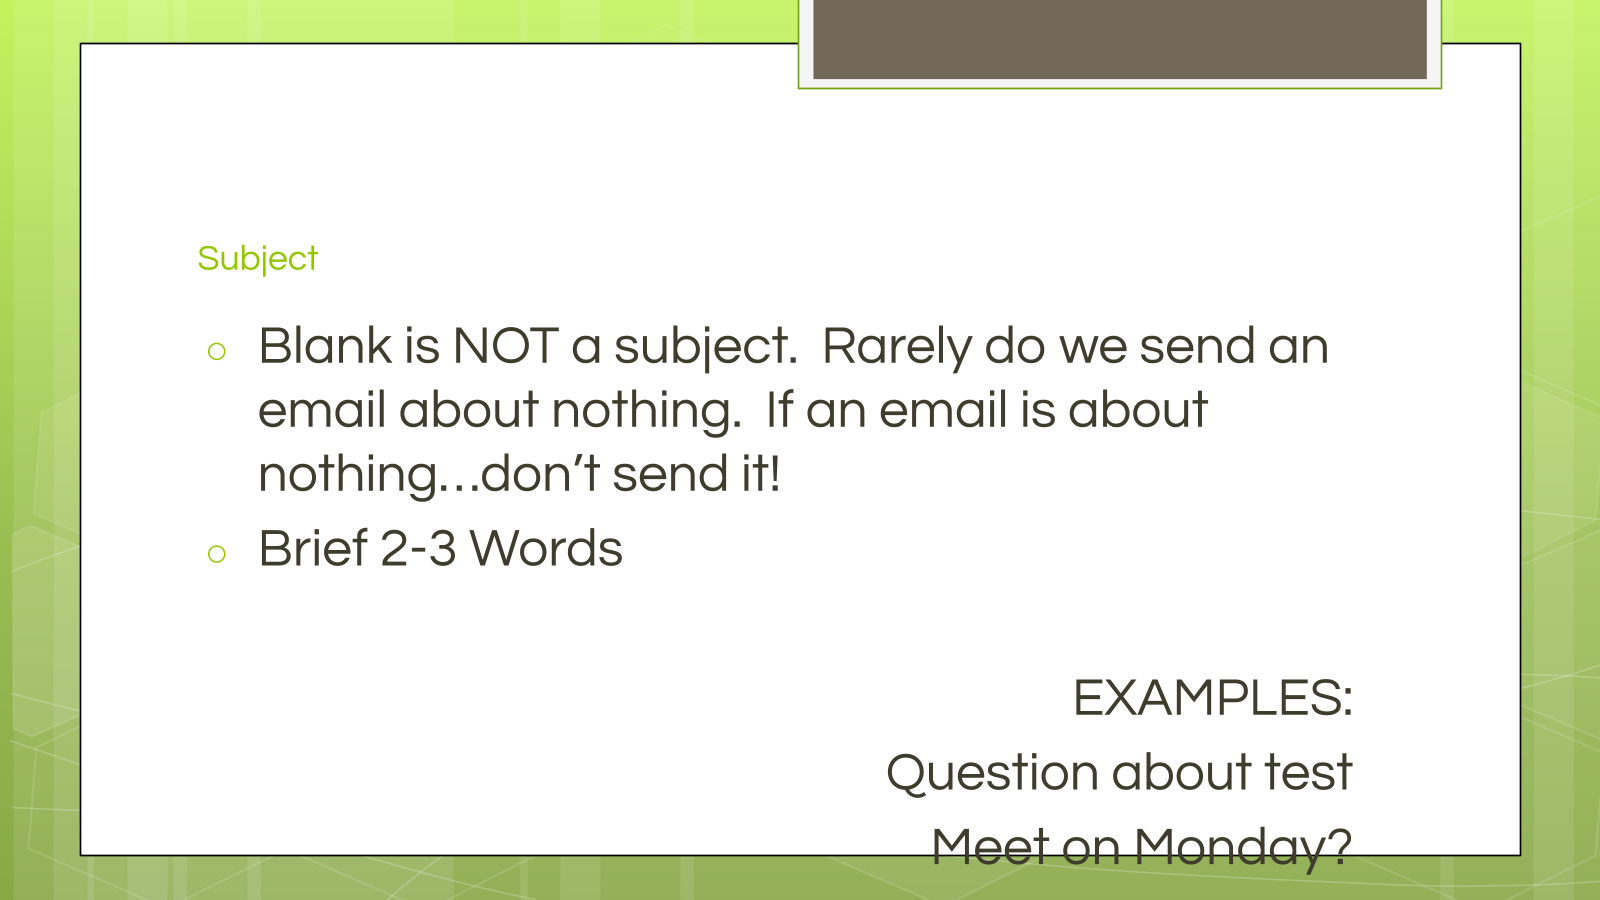 Subject
○ Blank is NOT a subject.  Rarely do we send an
email about nothing.  If an email is about
nothing…don’t send it!
○ Brief 2-3 Words
EXAMPLES:
Question about test
Meet on Monday?